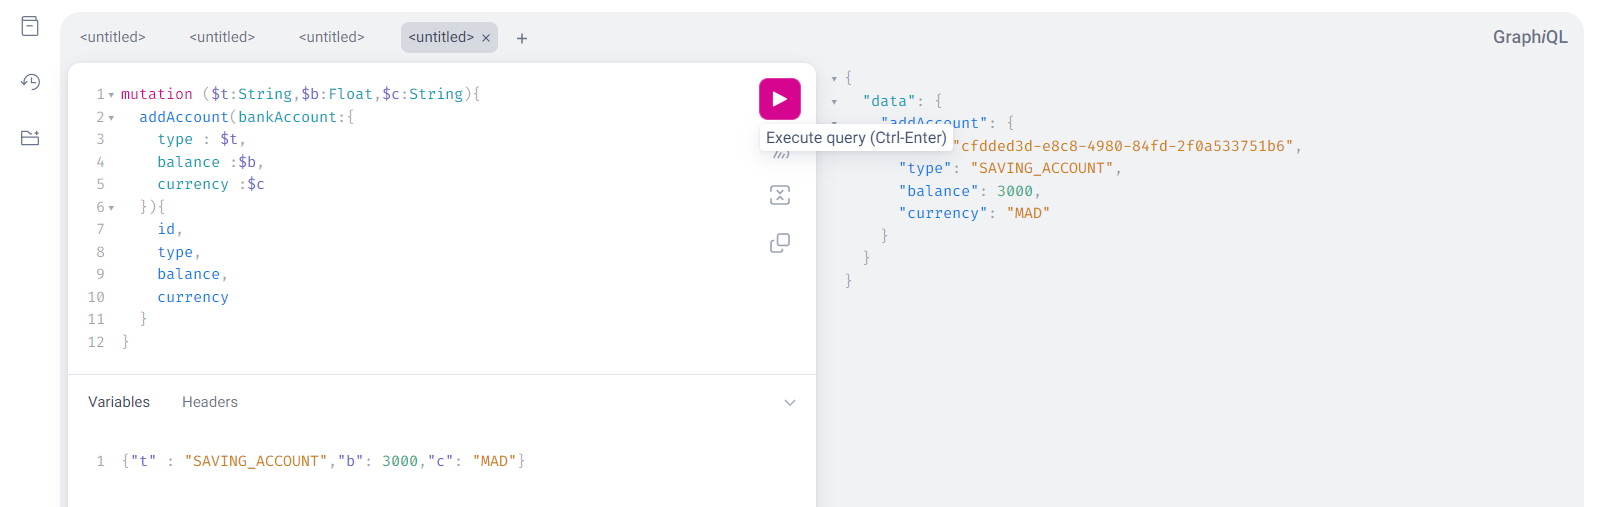 <untitled> <untitled> <untitled> <untitled> × +
GraphiQL
1 mutation ($t:String,$b:Float,$c:String){
2 addAccount(bankAccount:{
3 type : $t,
4 balance :$b,
5 currency :$c
6 }){
7 id,
8 type,
9 balance,
10 currency
11 }
12 }
Execute query (Ctrl-Enter)
Variables Headers
1 {"t" : "SAVING_ACCOUNT","b": 3000,"c": "MAD"}
{
"data": {
"addAccount": {
"cfdded3d-e8c8-4980-84fd-2f0a533751b6",
"type": "SAVING_ACCOUNT",
"balance": 3000,
"currency": "MAD"
}
}
}